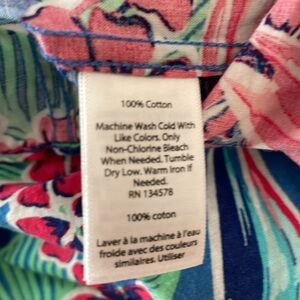 100% Cotton
Machine Wash Cold With
Like Colors. Only
Non-Chlorine Bleach
When Needed. Tumble
Dry Low. Warm Iron If
Needed.
RN 134578
100% coton
Laver à la machine à l'eau
froide avec des couleurs
similaires. Utiliser